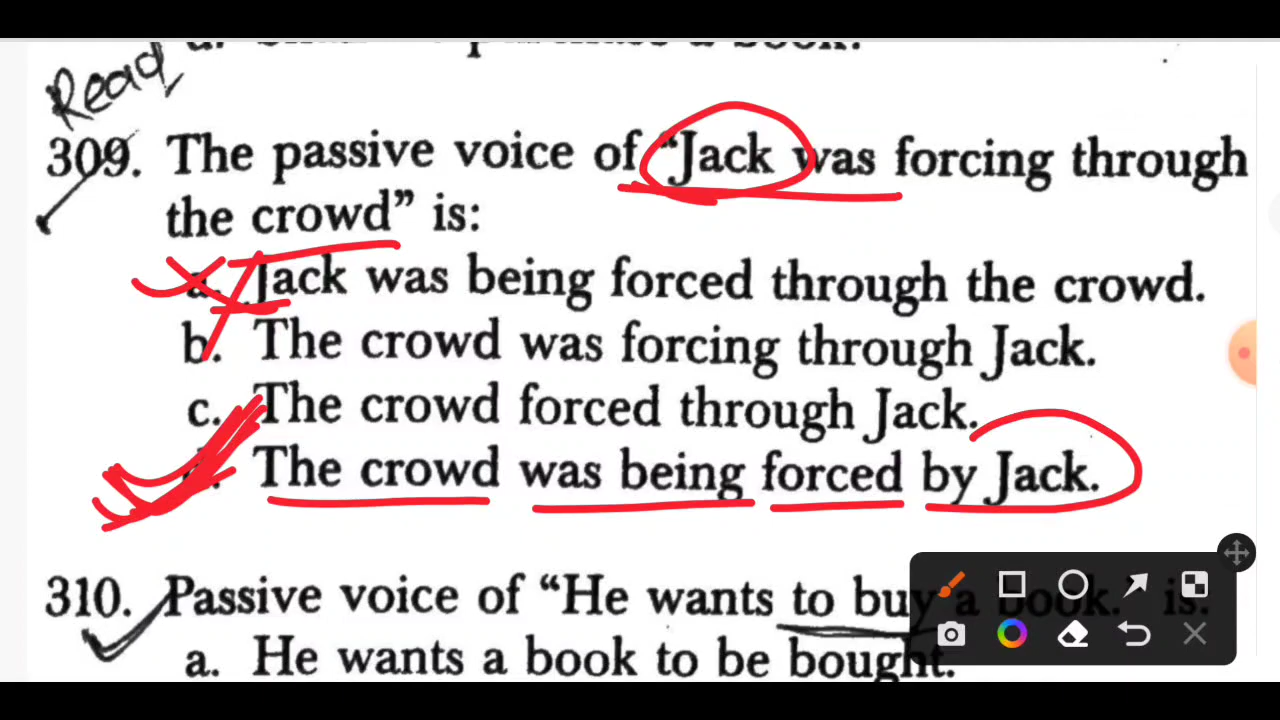 Read
309. The passive voice of "Jack was forcing through
the crowd" is:
a. Jack was being forced through the crowd.
b. The crowd was forcing through Jack.
c. The crowd forced through Jack.
The crowd was being forced by Jack.
310. Passive voice of "He wants to buy a book." is:
a. He wants a book to be bought.